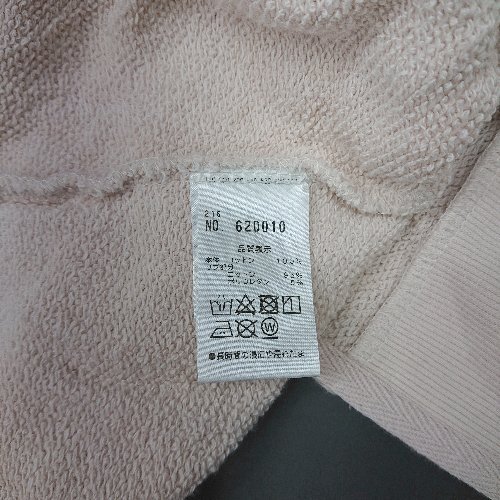 216
NO. 620010
品質表示
本体 コットン 100%
リブ部分
コットン 95%
ポリウレタン 5%
W